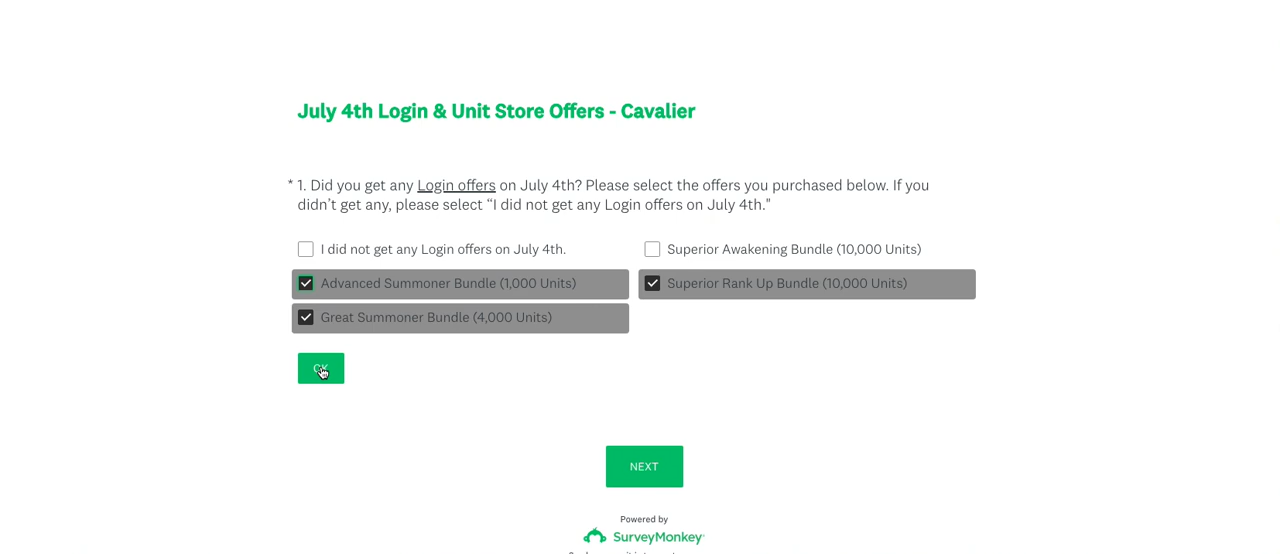 July 4th Login & Unit Store Offers - Cavalier
* 1. Did you get any Login offers on July 4th? Please select the offers you purchased below. If you
didn't get any, please select “I did not get any Login offers on July 4th."
I did not get any Login offers on July 4th.
Superior Awakening Bundle (10,000 Units)
Advanced Summoner Bundle (1,000 Units)
Superior Rank Up Bundle (10,000 Units)
Great Summoner Bundle (4,000 Units)
OK
NEXT
Powered by
SurveyMonkey